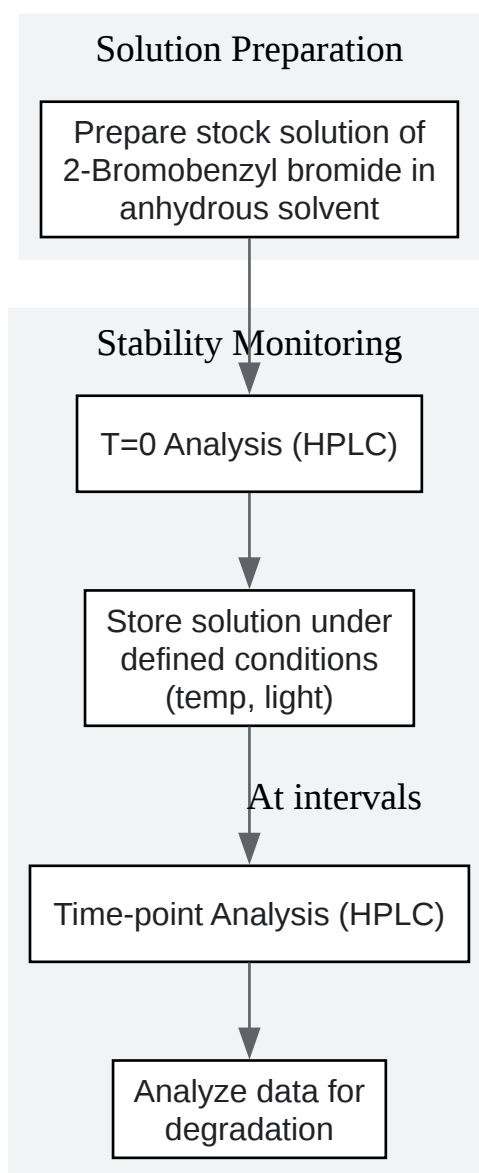 Solution Preparation
Prepare stock solution of
2-Bromobenzyl bromide in
anhydrous solvent
Stability Monitoring
T=0 Analysis (HPLC)
Store solution under
defined conditions
(temp, light)
At intervals
Time-point Analysis (HPLC)
Analyze data for
degradation